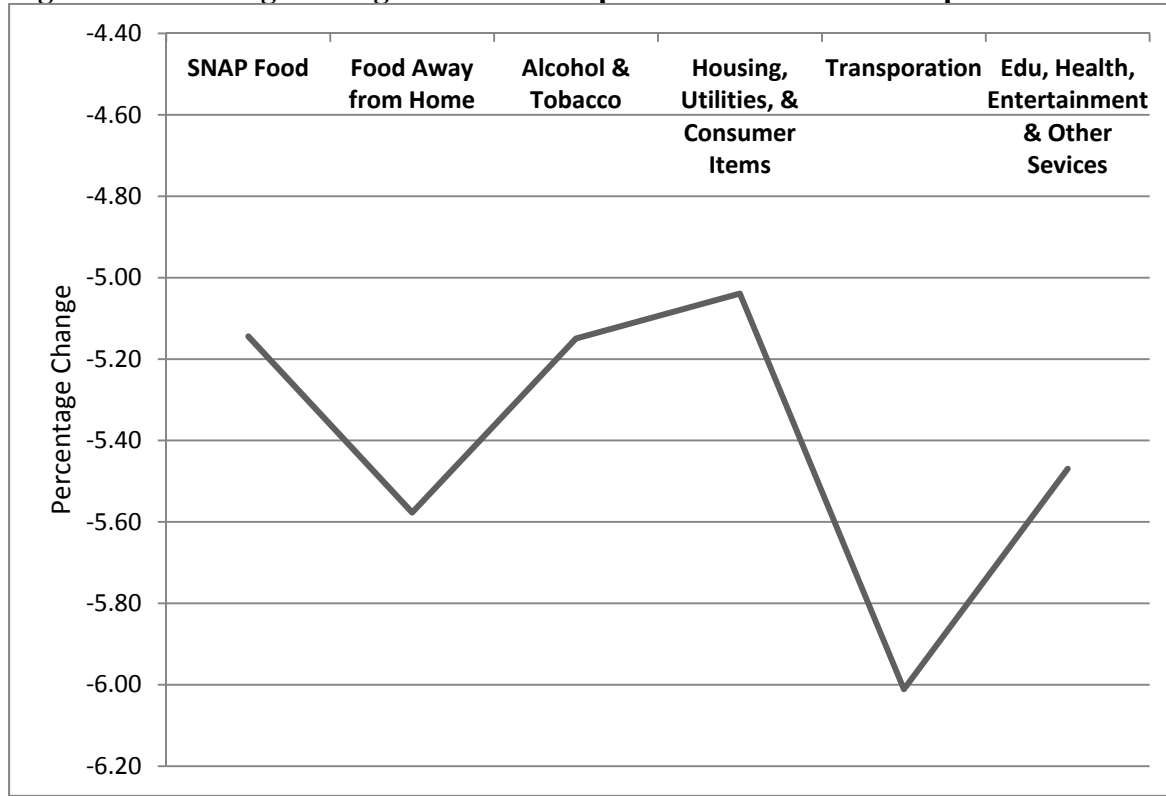 -4.40
SNAP Food
Food Away
from Home
Alcohol &
Tobacco
Housing,
Utilities, &
Consumer
Items
Transporation
Edu, Health,
Entertainment
& Other
Sevices
-4.60
-4.80
-5.00
-5.20
-5.40
-5.60
-5.80
-6.00
-6.20
Percentage Change